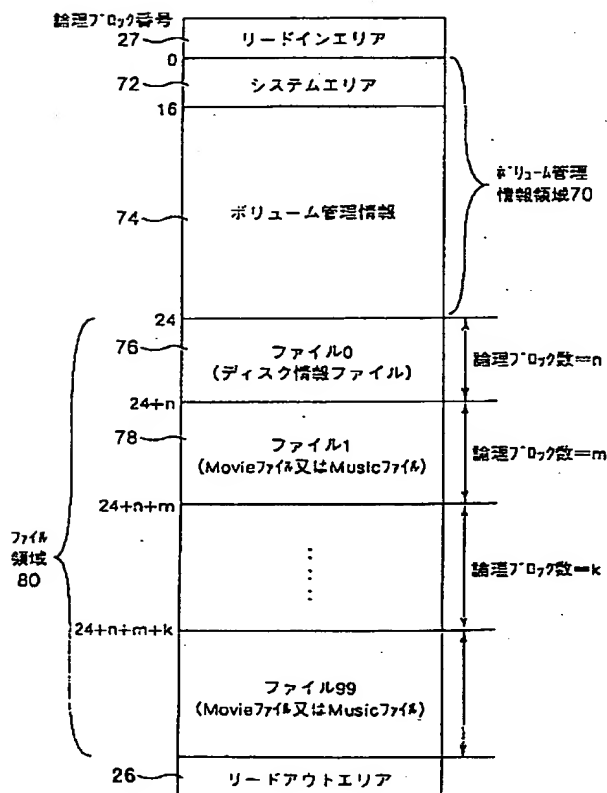 論理ブロック番号
27
リードインエリア
0
72
システムエリア
16
74
ボリューム管理情報
ボリューム管理
情報領域70
24
76
ファイル0
(ディスク情報ファイル)
論理ブロック数=n
24+n
78
ファイル1
(Movieファイル又はMusicファイル)
論理ブロック数=m
24+n+m
ファイル
領域
80
論理ブロック数=k
24+n+m+k
ファイル99
(Movieファイル又はMusicファイル)
26
リードアウトエリア